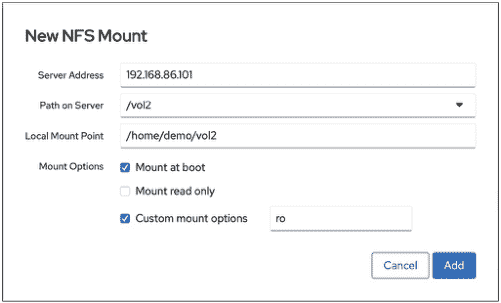 New NFS Mount
Server Address 192.168.86.101
Path on Server /vol2
Local Mount Point /home/demo/vol2
Mount Options Mount at boot
Mount read only
Custom mount options ro
Cancel Add